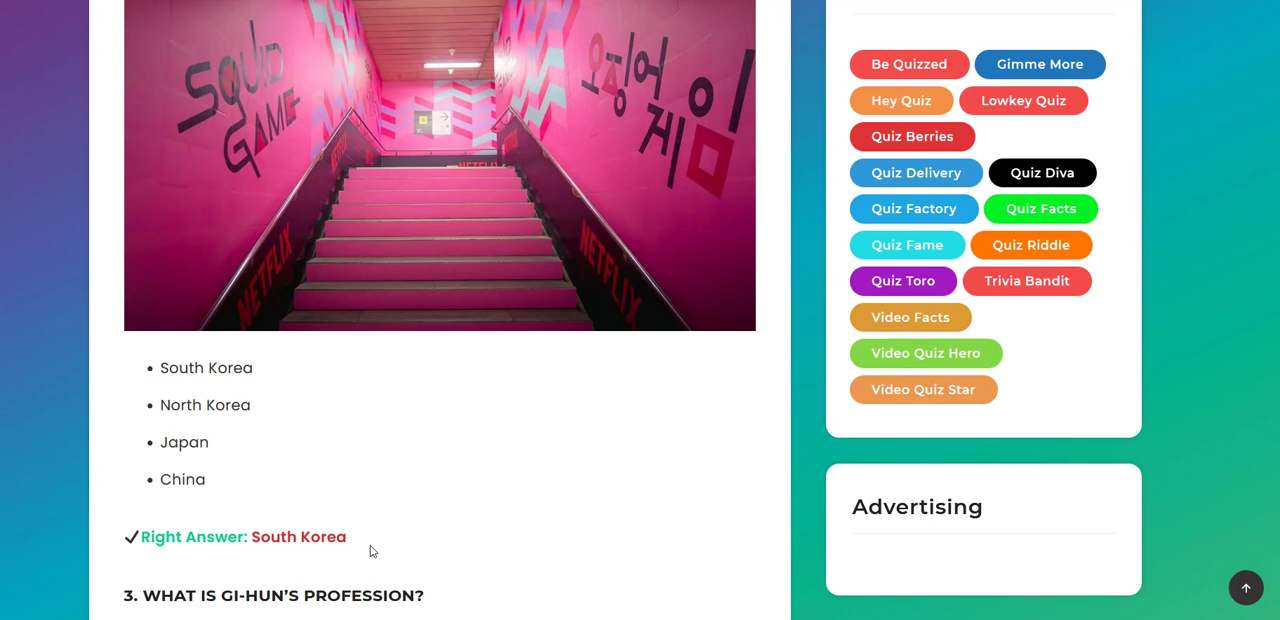 SQUID
GAME
오징어
게임
NETFLIX
NETFLIX
NETFLIX
NETFLIX
South Korea
North Korea
Japan
China
✔Right Answer: South Korea
3. WHAT IS GI-HUN’S PROFESSION?
Be Quizzed
Gimme More
Hey Quiz
Lowkey Quiz
Quiz Berries
Quiz Delivery
Quiz Diva
Quiz Factory
Quiz Facts
Quiz Fame
Quiz Riddle
Quiz Toro
Trivia Bandit
Video Facts
Video Quiz Hero
Video Quiz Star
Advertising